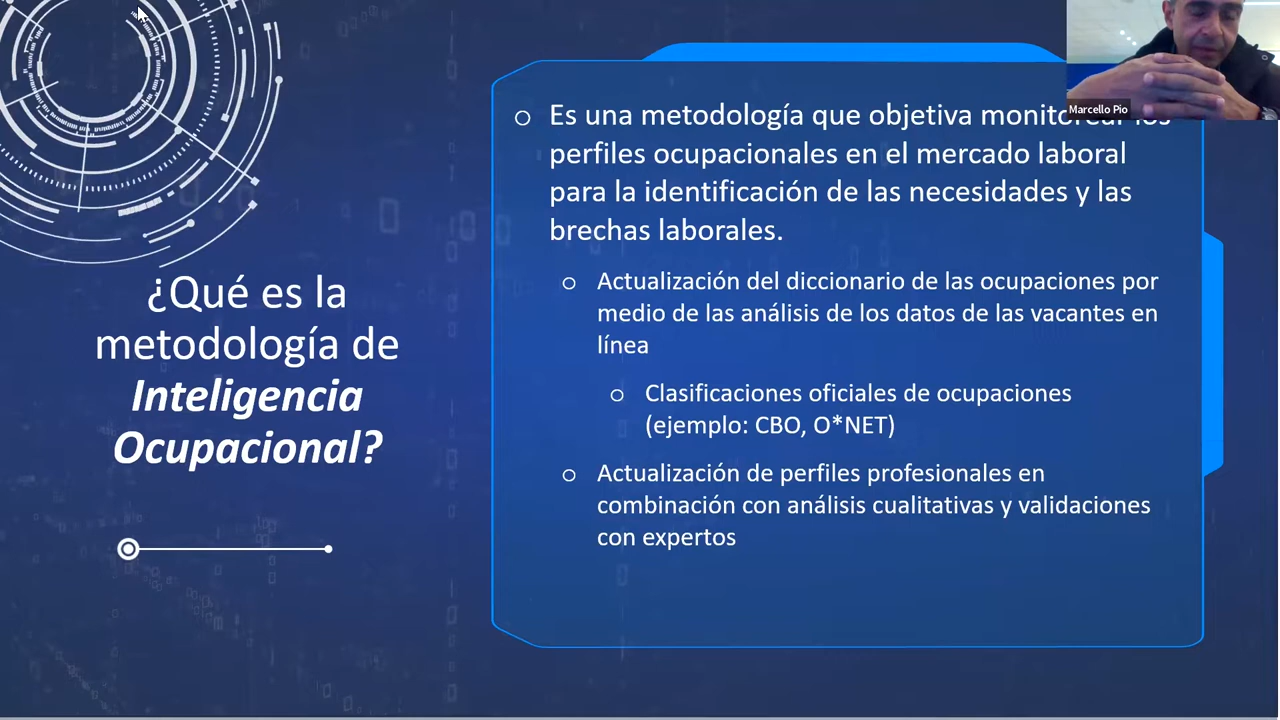 ¿Qué es la
metodología de
Inteligencia
Ocupacional?
○ Es una metodología que objetiva monitorear los
perfiles ocupacionales en el mercado laboral
para la identificación de las necesidades y las
brechas laborales.
○ Actualización del diccionario de las ocupaciones por
medio de las análisis de los datos de las vacantes en
línea
○ Clasificaciones oficiales de ocupaciones
(ejemplo: CBO, O*NET)
○ Actualización de perfiles profesionales en
combinación con análisis cualitativas y validaciones
con expertos
Marcello Pio